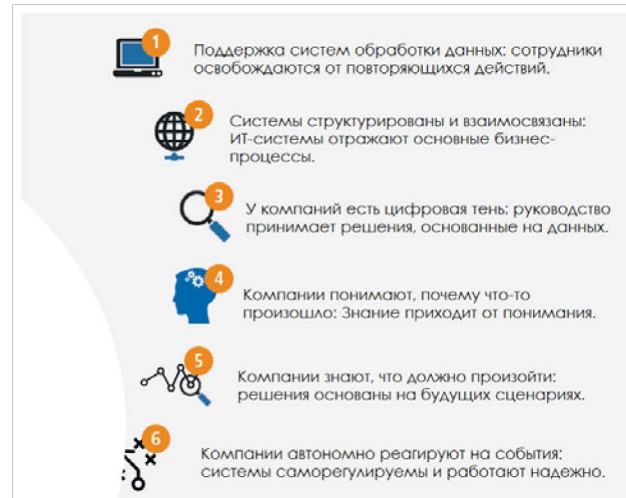 1
Поддержка систем обработки данных: сотрудники
освобождаются от повторяющихся действий.
2
Системы структурированы и взаимосвязаны:
ИТ-системы отражают основные бизнес-
процессы.
3
У компаний есть цифровая тень: руководство
принимает решения, основанные на данных.
4
Компании понимают, почему что-то
произошло: Знание приходит от понимания.
5
Компании знают, что должно произойти:
решения основаны на будущих сценариях.
6
Компании автономно реагируют на события:
системы саморегулируемы и работают надежно.